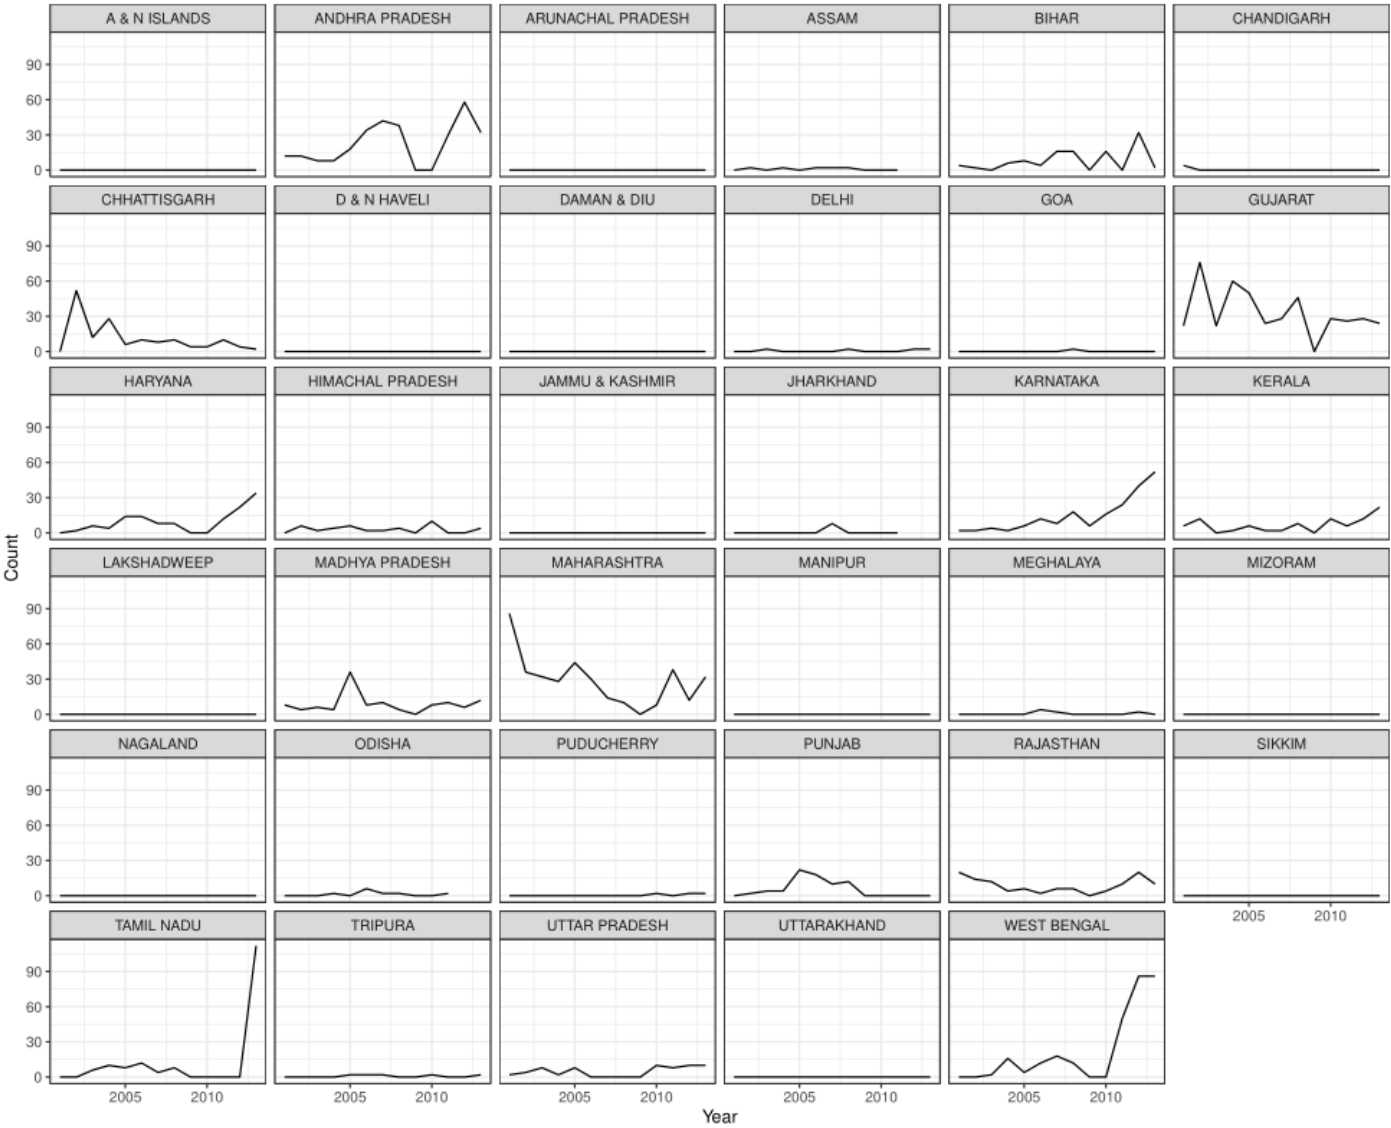 A & N ISLANDS ANDHRA PRADESH ARUNACHAL PRADESH ASSAM BIHAR CHANDIGARH
90
60
30
0
CHHATTISGARH D & N HAVELI DAMAN & DIU DELHI GOA GUJARAT
90
60
30
0
HARYANA HIMACHAL PRADESH JAMMU & KASHMIR JHARKHAND KARNATAKA KERALA
90
60
30
0
Count
LAKSHADWEEP MADHYA PRADESH MAHARASHTRA MANIPUR MEGHALAYA MIZORAM
90
60
30
0
NAGALAND ODISHA PUDUCHERRY PUNJAB RAJASTHAN SIKKIM
90
60
30
0
2005 2010
TAMIL NADU TRIPURA UTTAR PRADESH UTTARAKHAND WEST BENGAL
90
60
30
0
2005 2010 2005 2010 2005 2010 2005 2010 2005 2010
Year